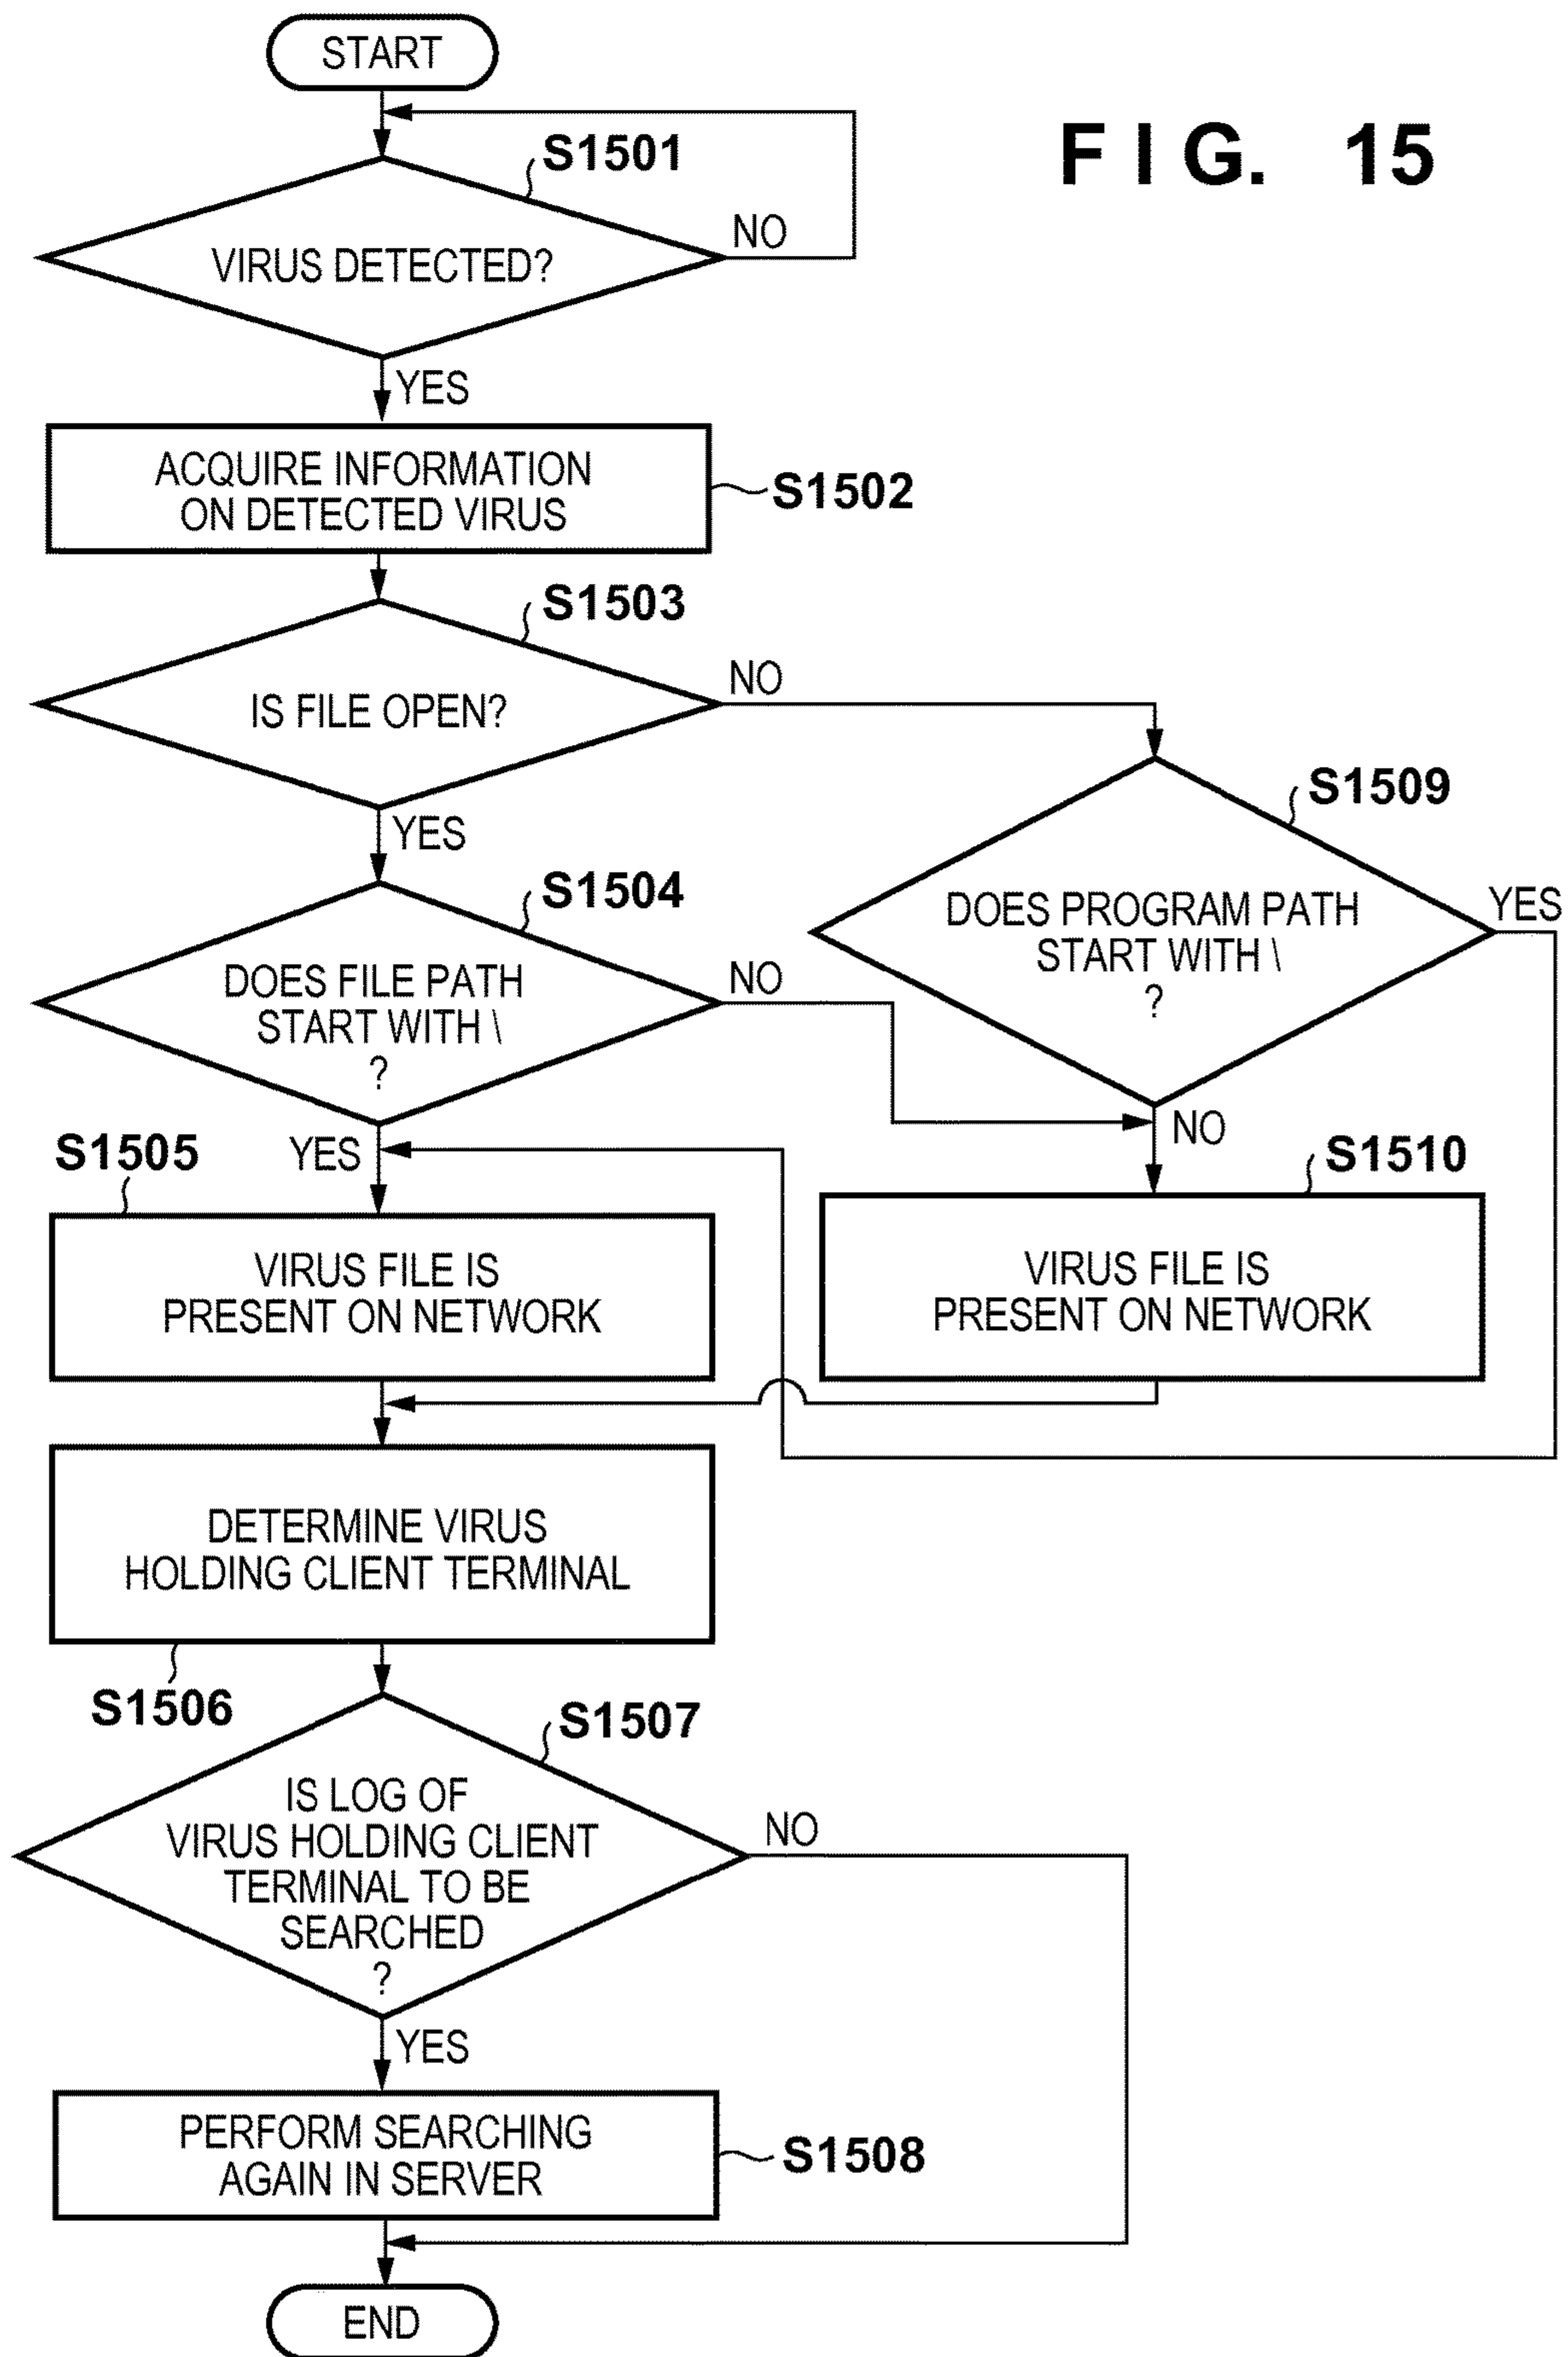 START
FIG. 15
S1501
VIRUS DETECTED?
NO
YES
ACQUIRE INFORMATION
ON DETECTED VIRUS
S1502
S1503
IS FILE OPEN?
NO
YES
S1504
DOES FILE PATH
START WITH \
?
NO
YES
S1509
DOES PROGRAM PATH
START WITH \
?
YES
NO
S1505
VIRUS FILE IS
PRESENT ON NETWORK
S1510
VIRUS FILE IS
PRESENT ON NETWORK
DETERMINE VIRUS
HOLDING CLIENT TERMINAL
S1506
S1507
IS LOG OF
VIRUS HOLDING CLIENT
TERMINAL TO BE
SEARCHED
?
NO
YES
PERFORM SEARCHING
AGAIN IN SERVER
S1508
END